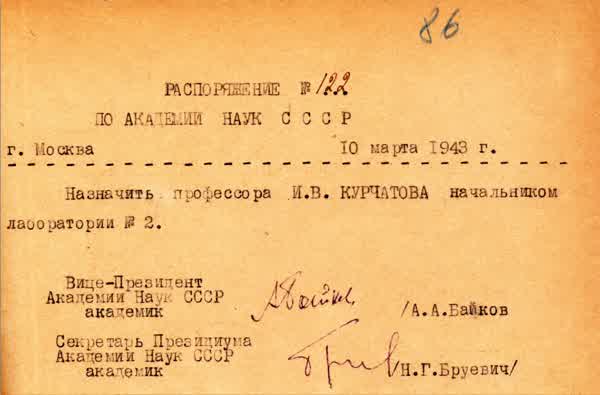 86
РАСПОРЯЖЕНИЕ № 122
ПО АКАДЕМИИ НАУК С С С Р
г. Москва 10 марта 1943 г.
Назначить профессора И.В. КУРЧАТОВА начальником
лаборатории № 2.
Вице-Президент
Академии Наук СССР
академик
/А.А.Байков
Секретарь Президиума
Академии Наук СССР
академик
/Н.Г.Бруевич/